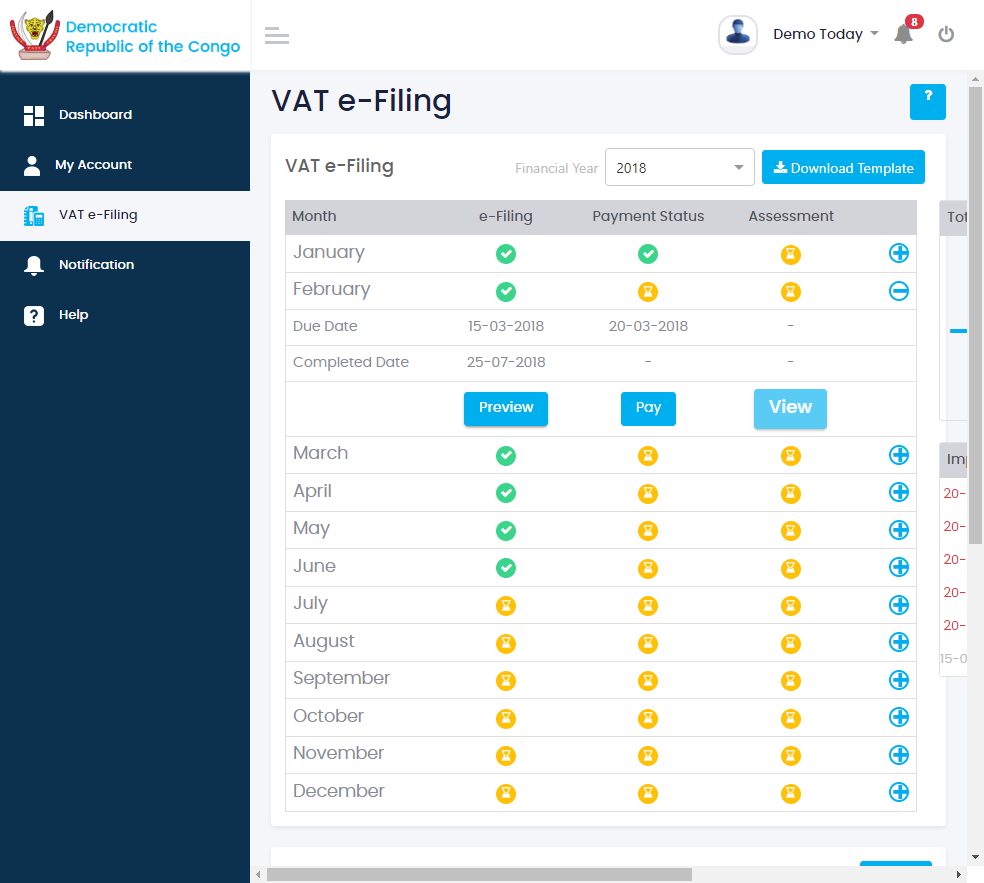 Democratic
Republic of the Congo
Demo Today
8
Dashboard
My Account
VAT e-Filing
Notification
Help
VAT e-Filing
?
VAT e-Filing
Financial Year
2018
Download Template
Month e-Filing Payment Status Assessment
January
February
Due Date 15-03-2018 20-03-2018 -
Completed Date 25-07-2018 - -
Preview Pay View
March
April
May
June
July
August
September
October
November
December
Tot
Im
20-
20-
20-
20-
20-
15-0